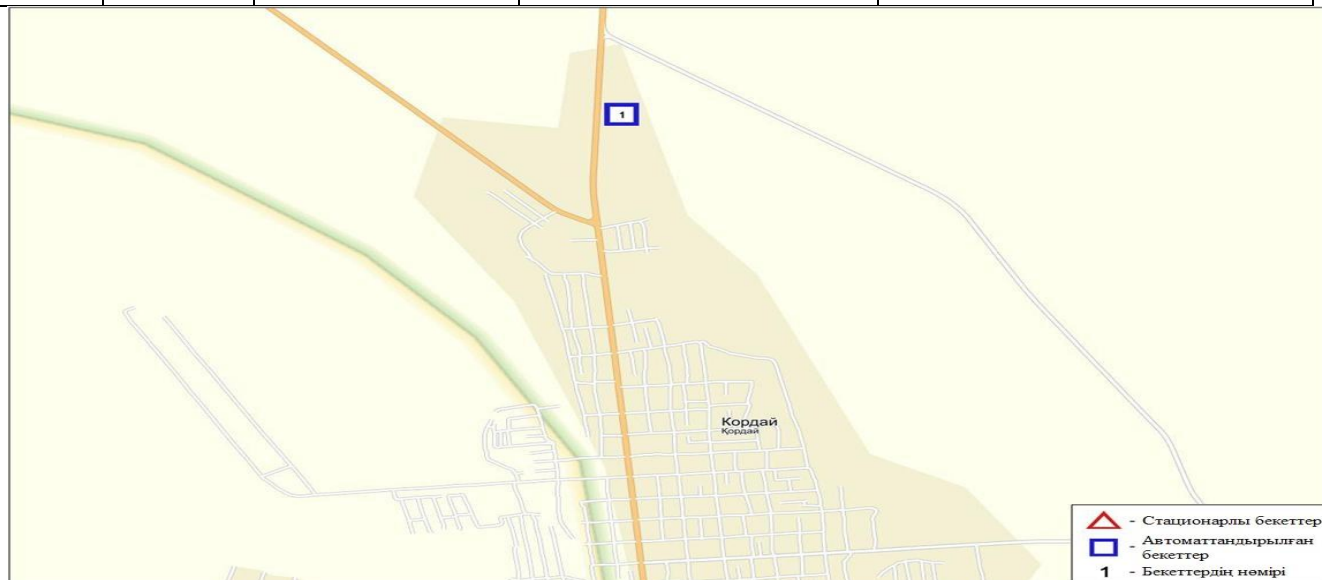 1
Кордай
Қордай
- Стационарлы бекеттер
- Автоматтандырылған
бекеттер
1 - Бекеттердің нөмірі